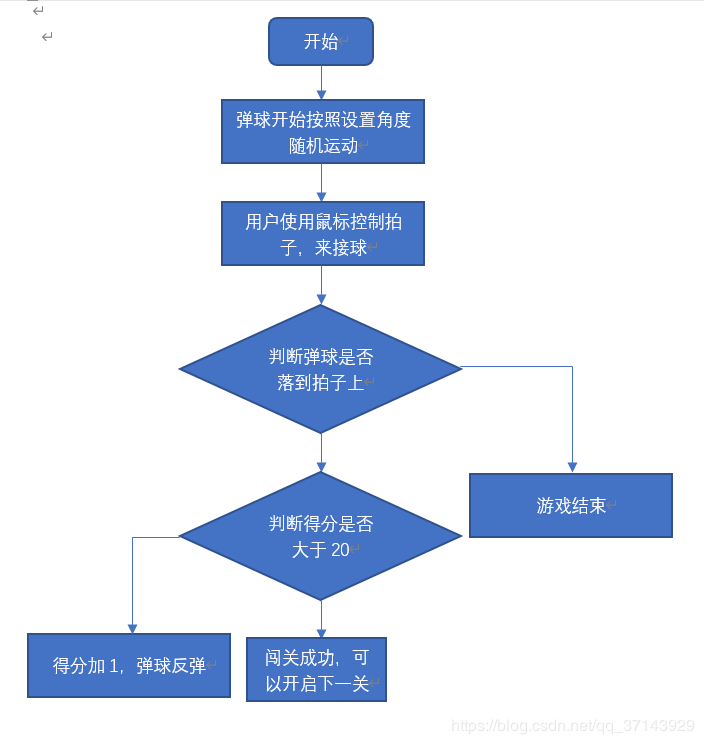 开始
弹球开始按照设置角度
随机运动
用户使用鼠标控制拍
子，来接球
判断弹球是否
落到拍子上
判断得分是否
大于 20
游戏结束
得分加 1，弹球反弹
闯关成功，可
以开启下一关
https://blog.csdn.net/qq_37143929